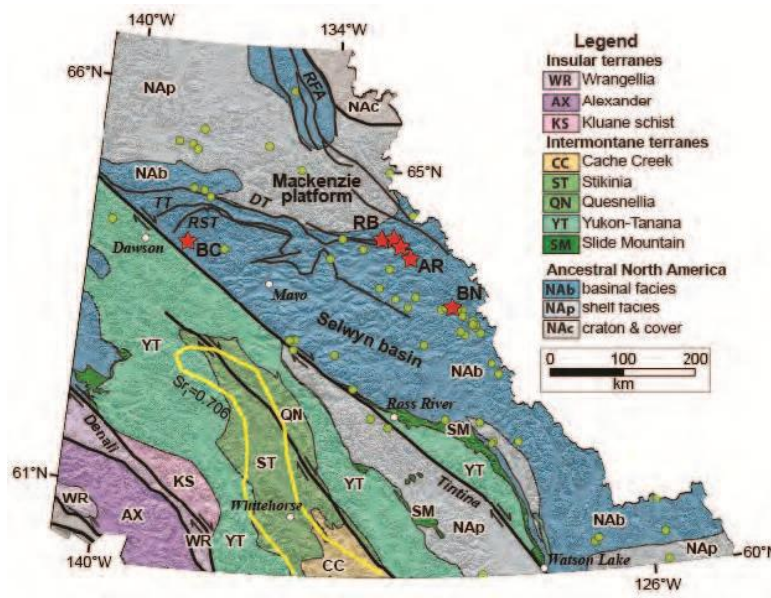 140°W
134°W
66°N
NAp
RFA
NAc
65°N
NAb
Mackenzie
platform
TT
DT
RST
RB
Dawson
BC
AR
Mayo
BN
Selwyn basin
YT
YT
NAb
Sri=0.706
Ross River
QN
SM
Denali
61°N
KS
ST
YT
YT
Tintina
WR
AX
Whitehorse
SM
NAp
NAb
WR
YT
CC
Watson Lake
NAp
60°N
140°W
126°W
Legend
Insular terranes
WR Wrangellia
AX Alexander
KS Kluane schist
Intermontane terranes
CC Cache Creek
ST Stikinia
QN Quesnellia
YT Yukon-Tanana
SM Slide Mountain
Ancestral North America
NAb basinal facies
NAp shelf facies
NAc craton & cover
0 100 200
km